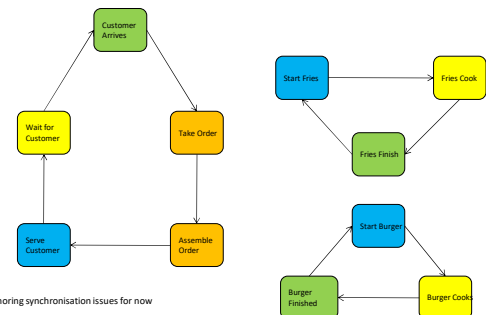 Customer
Arrives
Start Fries
Fries Cook
Wait for
Customer
Take Order
Fries Finish
Serve
Customer
Assemble
Order
Start Burger
Burger
Finished
Burger Cooks
synchronisation issues for now